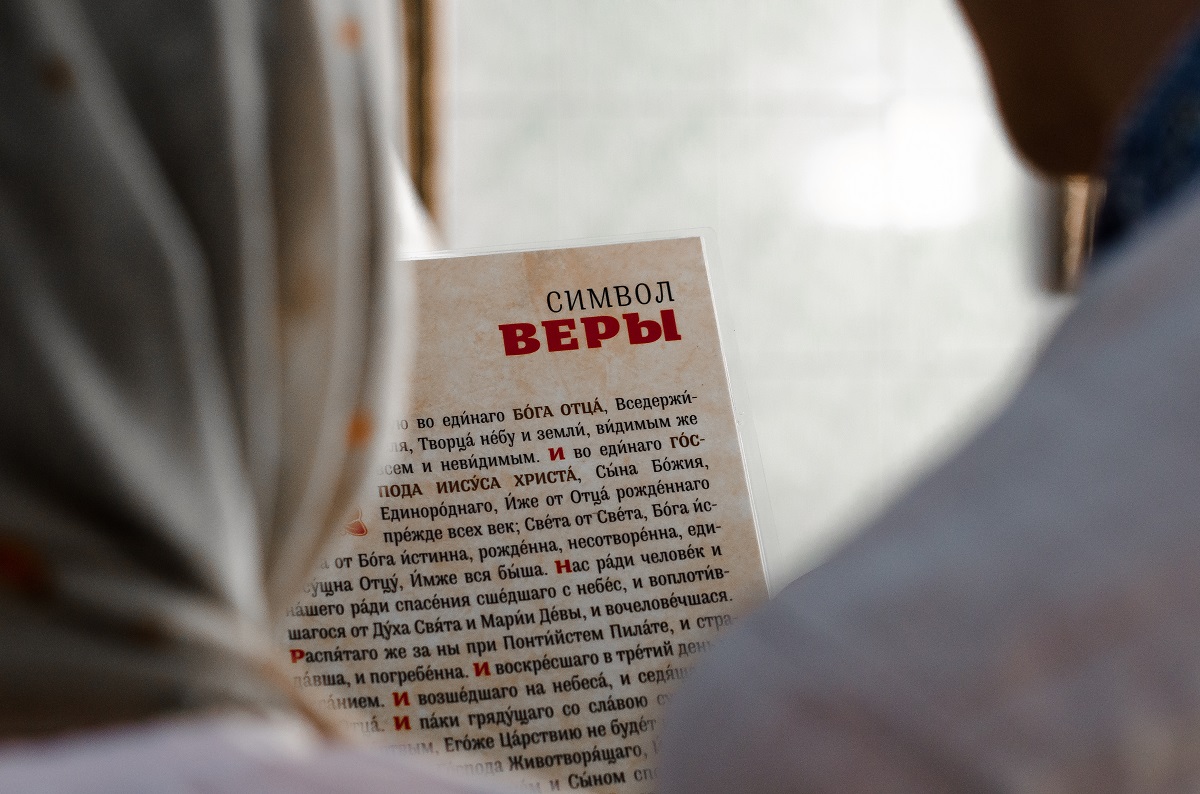 СИМВОЛ
ВЕРЫ
во еди́наго БО́ГА ОТЦА́, Вседержи́-
Творца́ не́бу и земли́, ви́димым же
и неви́димым. И во еди́наго ГО́С-
ПОДА ИИСУ́СА ХРИСТА́, Сы́на Бо́жия,
Единоро́днаго, И́же от Отца́ рожде́ннаго
пре́жде всех век; Све́та от Све́та, Бо́га и́с-
от Бо́га и́стинна, рожде́нна, несотворе́нна, еди-
Отцу́, И́мже вся бы́ша. Нас ра́ди челове́к и
на́шего ра́ди спасе́ния сше́дшаго с небе́с, и воплоти́в-
шагося от Ду́ха Свя́та и Мари́и Де́вы, и вочелове́чшася.
Распя́таго же за ны при Понти́йстем Пила́те, и стра-
да́вша, и погребе́нна. И воскре́сшаго в тре́тий день
И возше́дшаго на небеса́, и
И па́ки гряду́щаго со сла́вою
Его́же Ца́рствию не бу́дет
Животворя́щаго,
и Сы́ном